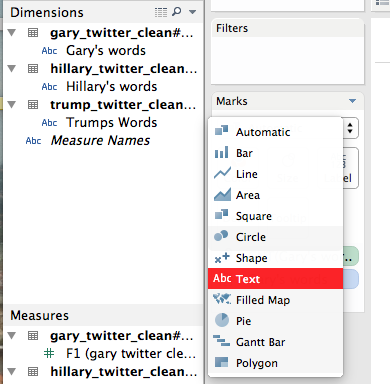 Dimensions
gary_twitter_clean#...
Abc Gary's words
hillary_twitter_clean...
Abc Hillary's words
trump_twitter_clean...
Abc Trumps Words
Abc Measure Names
Measures
gary_twitter_clean#...
# F1 (gary twitter cle...
hillary_twitter_clean...
Filters
Marks
Automatic
Bar
Line
Area
Square
Circle
Shape
Abc Text
Filled Map
Pie
Gantt Bar
Polygon